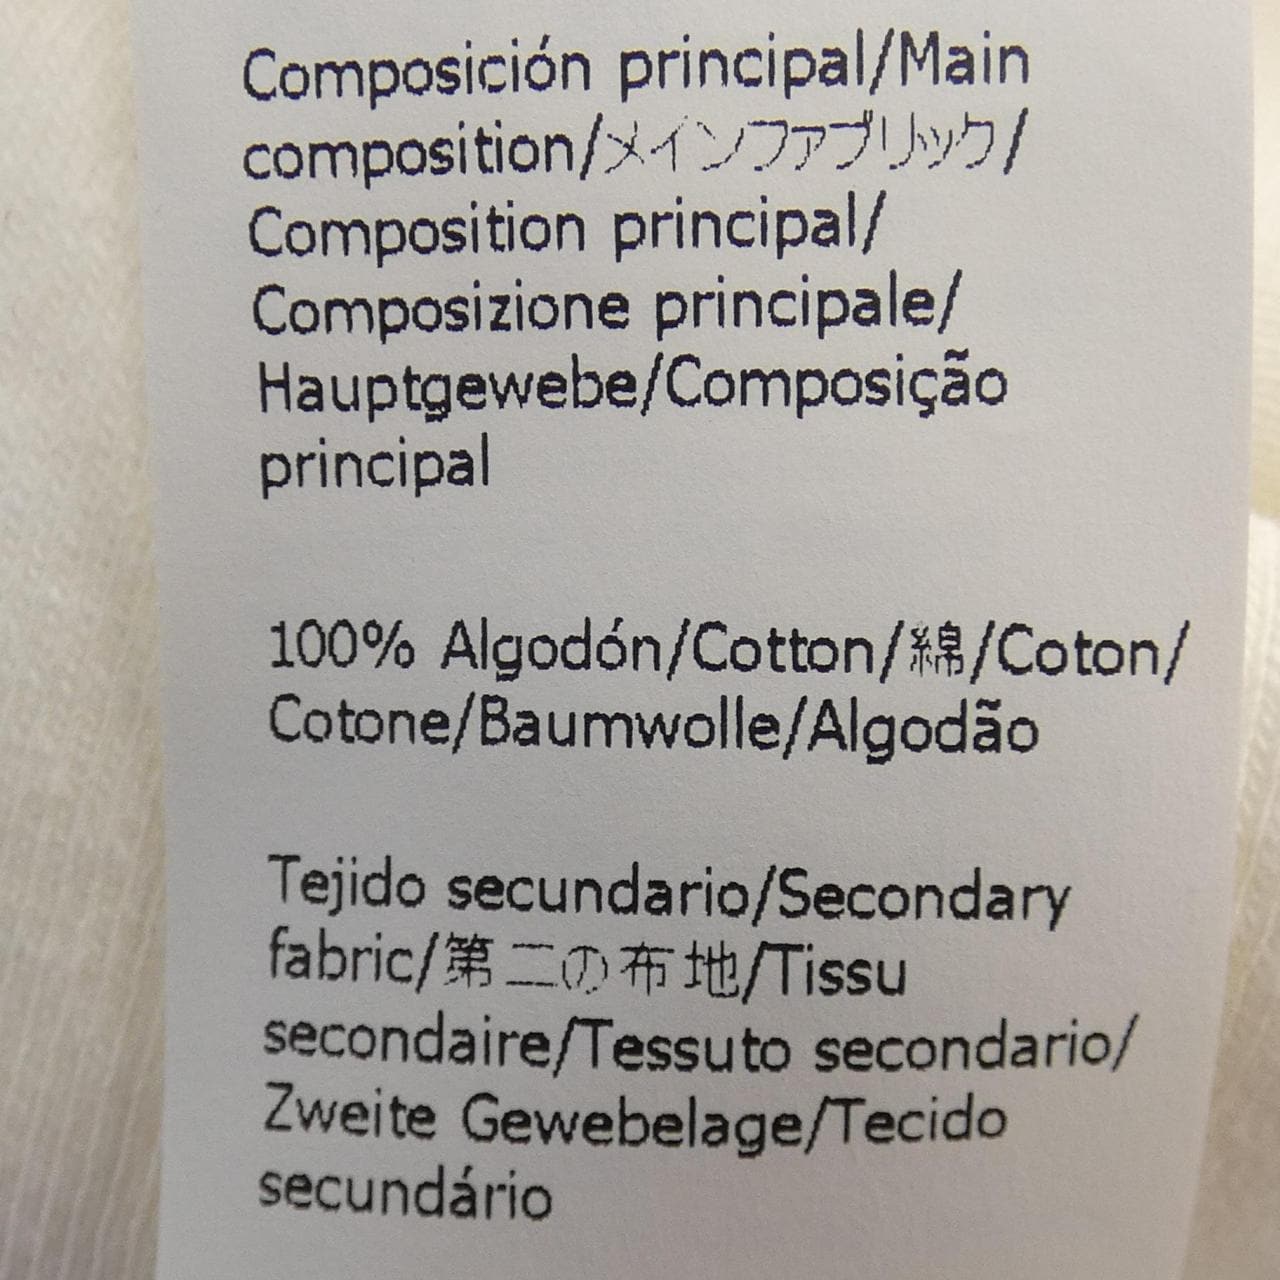 Composición principal/Main
composition/メインファブリック/
Composition principal/
Composizione principale/
Hauptgewebe/Composição
principal
100% Algodón/Cotton/綿/Coton/
Cotone/Baumwolle/Algodão
Tejido secundario/Secondary
fabric/第二の布地/Tissu
secondaire/Tessuto secondario/
Zweite Gewebelage/Tecido
secundário